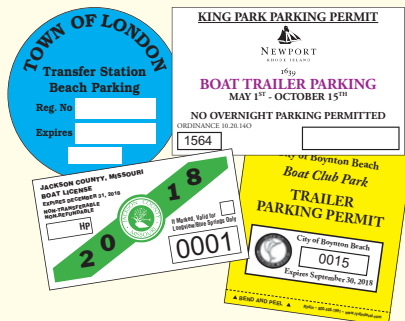 TOWN OF LONDON
Transfer Station
Beach Parking
Reg. No
Expires
KING PARK PARKING PERMIT
NEWPORT
RHODE ISLAND
1639
BOAT TRAILER PARKING
MAY 1ST - OCTOBER 15TH
NO OVERNIGHT PARKING PERMITTED
ORDINANCE 10.20.14O
1564
JACKSON COUNTY, MISSOURI
BOAT LICENSE
EXPIRES DECEMBER 31, 2018
NON-TRANSFERABLE
NON-REFUNDABLE
HP
2018
JACKSON COUNTY
MISSOURI
If Marked, Valid for
Longview/Blue Springs Only
0001
City of Boynton Beach
Boat Club Park
TRAILER
PARKING PERMIT
City of Boynton Beach
0015
Expires September 30, 2018
▲ BEND AND PEEL ▲